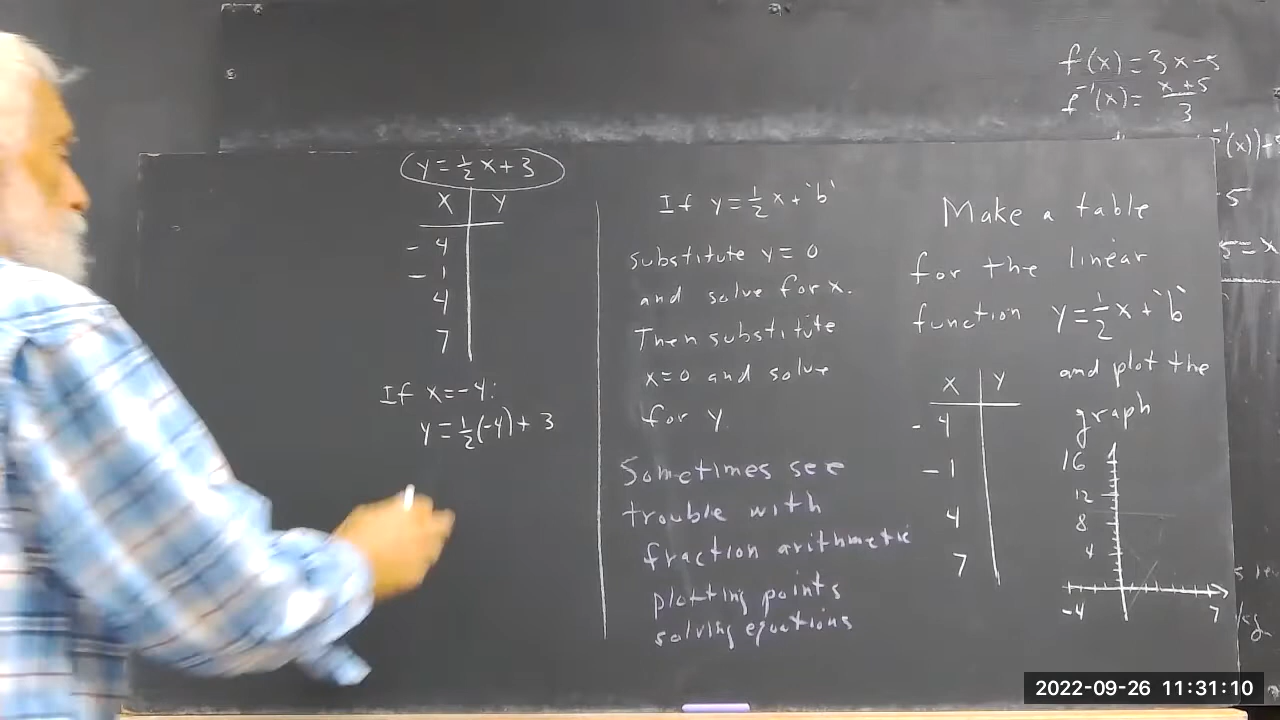 y = 1/2 x + 3
X Y
- 4
- 1
4
7
If x = -4:
y = 1/2 (-4) + 3
If y = 1/2 x + 'b'
substitute y = 0
and solve for x.
Then substitute
x = 0 and solve
for y.
Sometimes see
trouble with
fraction arithmetic
plotting points
solving equations
Make a table
for the linear
function y = 1/2 x + 'b'
and plot the
graph
X Y
- 4
- 1
4
7
16
12
8
4
-4 7
f(x) = 3x-5
f⁻¹(x) = x+5/3
2022-09-26 11:31:10